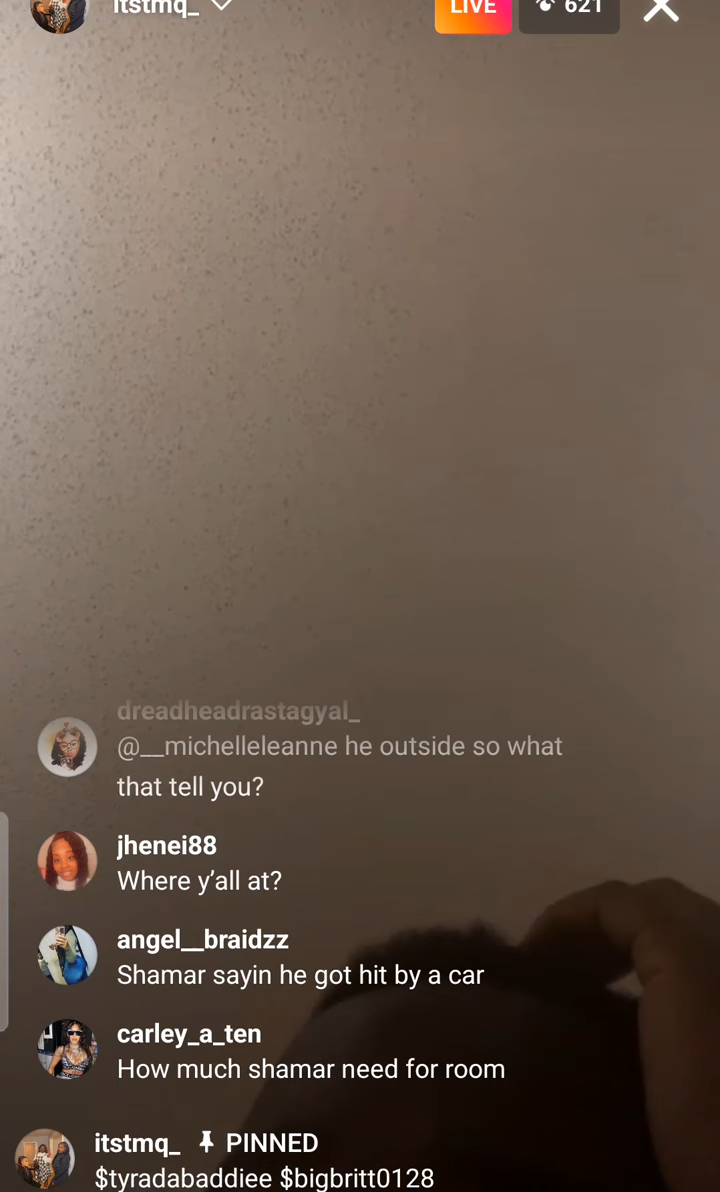 itstmq_
LIVE
621
dreadheadrastagyal_
@__michelleleanne he outside so what
that tell you?
jhenei88
Where y’all at?
angel__braidzz
Shamar sayin he got hit by a car
carley_a_ten
How much shamar need for room
itstmq_ PINNED
$tyradabaddiee $bigbritt0128